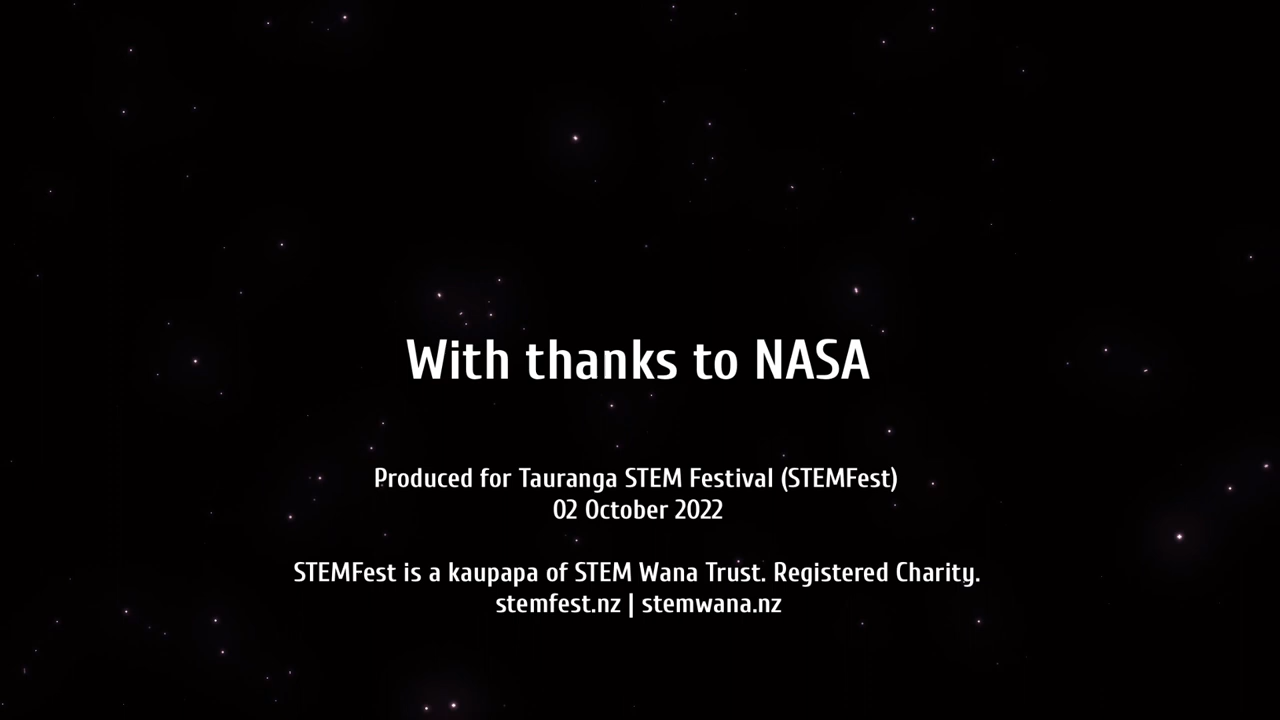 With thanks to NASA
Produced for Tauranga STEM Festival (STEMFest)
02 October 2022
STEMFest is a kaupapa of STEM Wana Trust. Registered Charity.
stemfest.nz | stemwana.nz